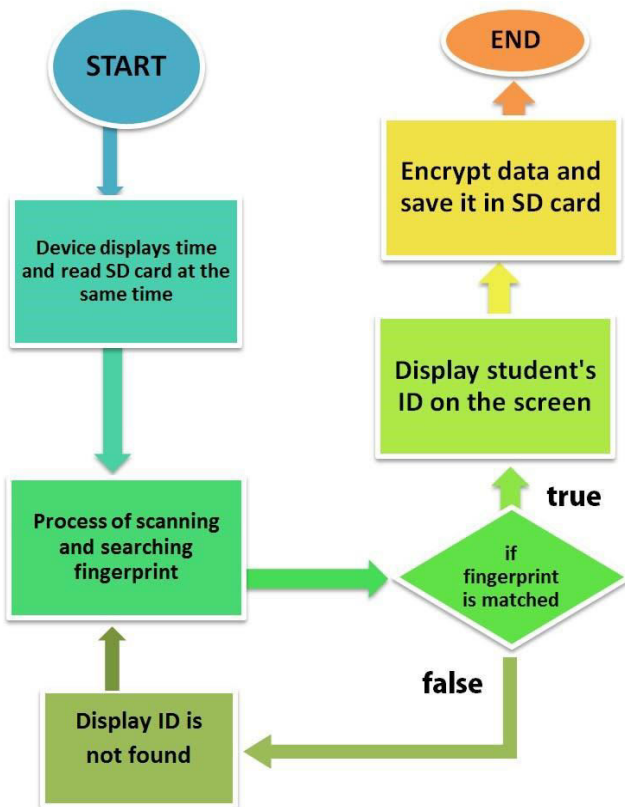 START
Device displays time
and read SD card at the
same time
Process of scanning
and searching
fingerprint
if
fingerprint
is matched
true
Display student's
ID on the screen
Encrypt data and
save it in SD card
END
false
Display ID is
not found